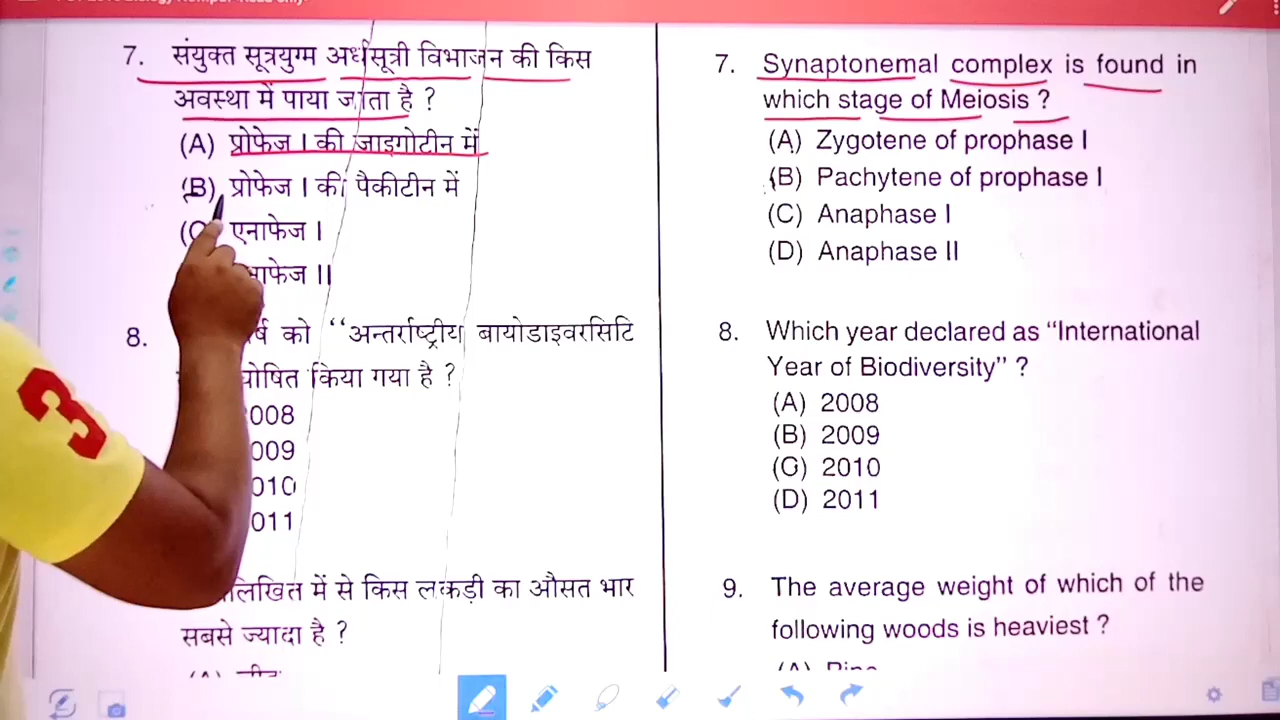 7. संयुक्त सूत्रयुग्म अर्धसूत्री विभाजन की किस
अवस्था में पाया जाता है ?
(A) प्रोफेज I की जाइगोटीन में
(B) प्रोफेज I की पैकीटीन में
एनाफेज I
II
8. को ‘‘अन्तर्राष्ट्रीय बायोडाइवरसिटि
घोषित किया गया है ?
008
009
010
011
में से किस लकड़ी का औसत भार
सबसे ज्यादा है ?
7. Synaptonemal complex is found in
which stage of Meiosis ?
(A) Zygotene of prophase I
(B) Pachytene of prophase I
(C) Anaphase I
(D) Anaphase II
8. Which year declared as “International
Year of Biodiversity” ?
(A) 2008
(B) 2009
(C) 2010
(D) 2011
9. The average weight of which of the
following woods is heaviest ?
(A) Pine
3